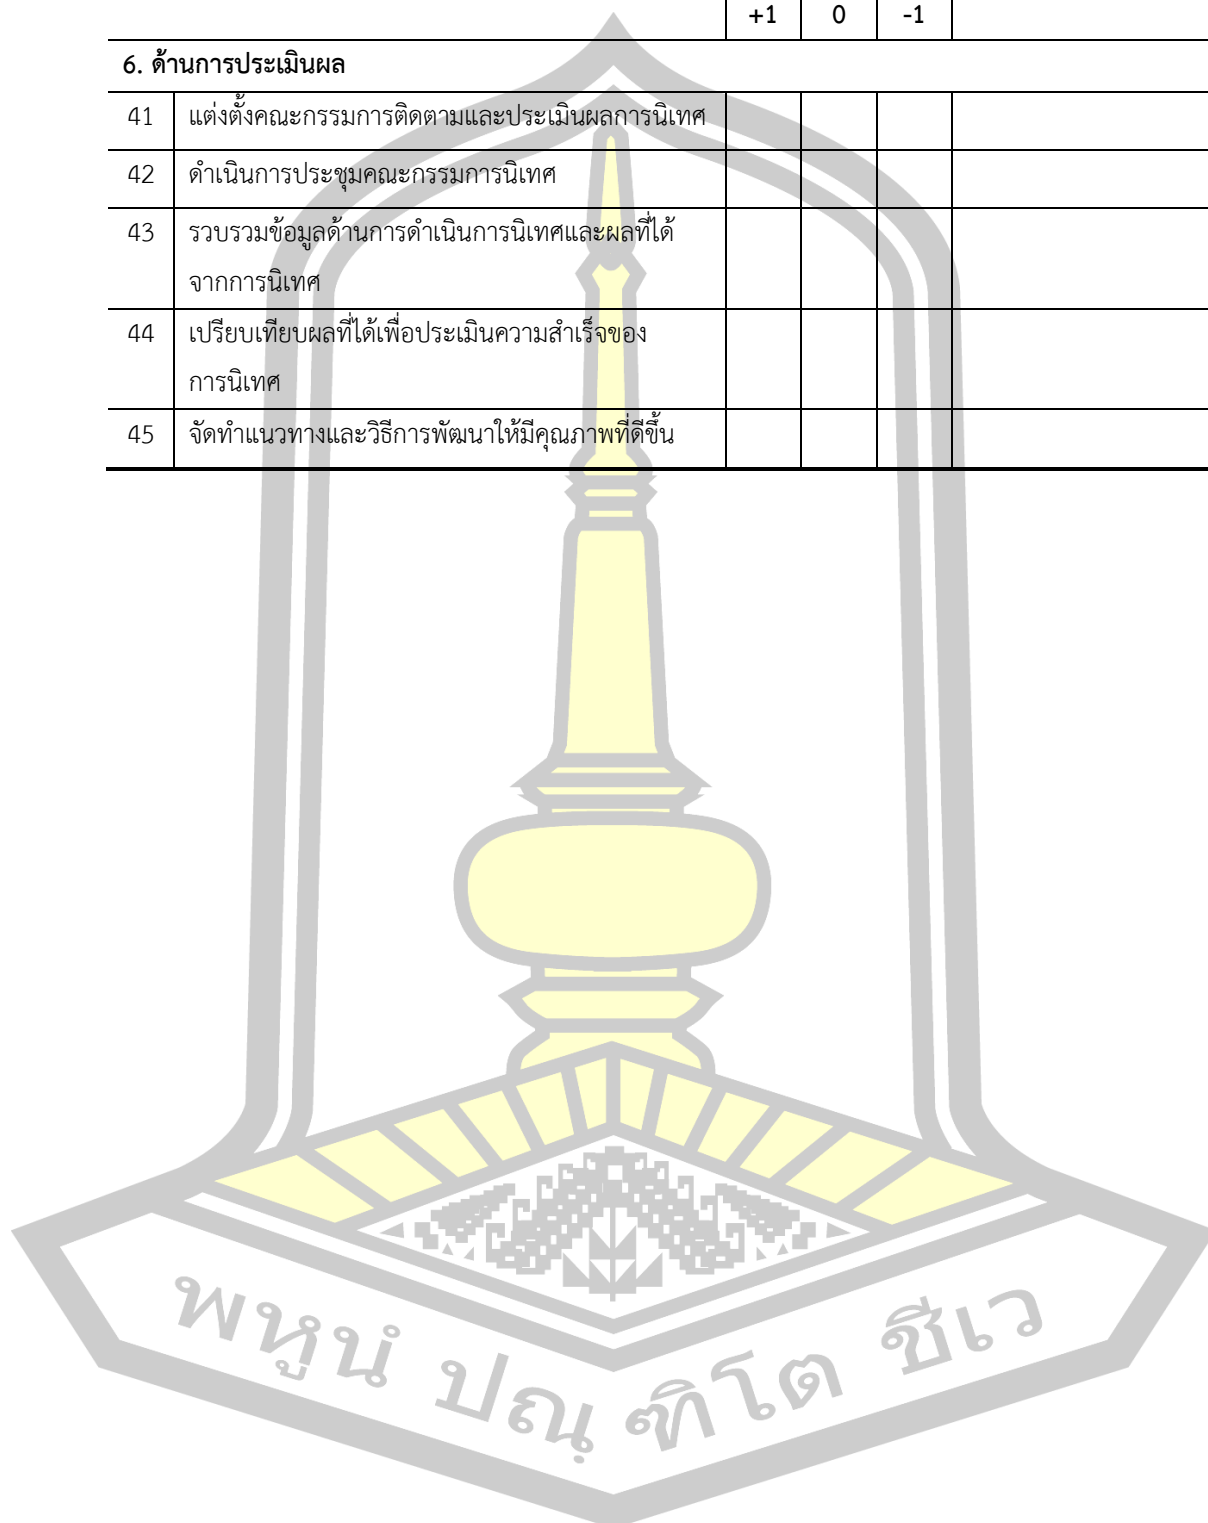 +1 0 -1
6. ด้านการประเมินผล
41 แต่งตั้งคณะกรรมการติดตามและประเมินผลการนิเทศ
42 ดำเนินการประชุมคณะกรรมการนิเทศ
43 รวบรวมข้อมูลด้านการดำเนินการนิเทศและผลที่ได้
จากการนิเทศ
44 เปรียบเทียบผลที่ได้เพื่อประเมินความสำเร็จของ
การนิเทศ
45 จัดทำแนวทางและวิธีการพัฒนาให้มีคุณภาพที่ดีขึ้น
พหูนํ ปณฺ ฑิโต ชีเว